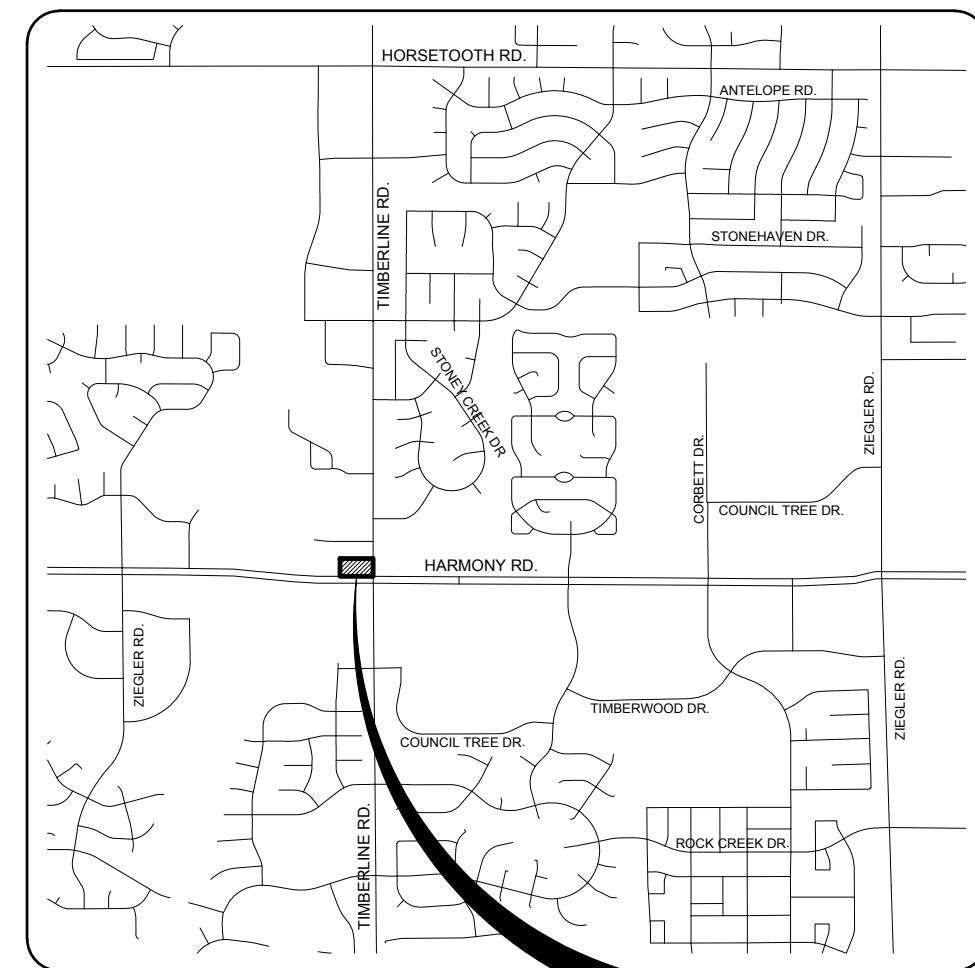 HORSETOOTH RD.
ANTELOPE RD.
TIMBERLINE RD.
STONEHAVEN DR.
STONEY CREEK DR
ZIEGLER RD.
CORBETT DR.
COUNCIL TREE DR.
HARMONY RD.
ZIEGLER RD.
ZIEGLER RD.
TIMBERWOOD DR.
COUNCIL TREE DR.
TIMBERLINE RD.
ROCK CREEK DR.